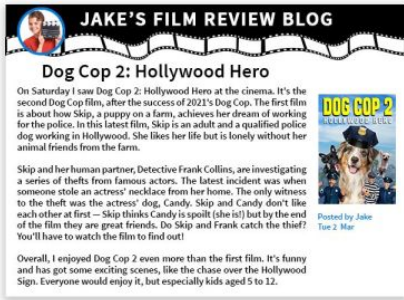 JAKE'S FILM REVIEW BLOG
Dog Cop 2: Hollywood Hero
On Saturday I saw Dog Cop 2: Hollywood Hero at the cinema. It's the
second Dog Cop film, after the success of 2021's Dog Cop. The first film
is about how Skip, a puppy on a farm, achieves her dream of working
for the police. In this latest film, Skip is an adult and a qualified police
dog working in Hollywood. She likes her life but is lonely without her
animal friends from the farm.
Skip and her human partner, Detective Frank Collins, are investigating
a series of thefts from famous actors. The latest incident was when
someone stole an actress' necklace from her home. The only witness
to the theft was the actress' dog, Candy. Skip and Candy don't like
each other at first — Skip thinks Candy is spoilt (she is!) but by the end
of the film they are great friends. Do Skip and Frank catch the thief?
You'll have to watch the film to find out!
Overall, I enjoyed Dog Cop 2 even more than the first film. It's funny
and has got some exciting scenes, like the chase over the Hollywood
Sign. Everyone would enjoy it, but especially kids aged 5 to 12.
DOG COP 2
HOLLYWOOD HERO
Posted by Jake
Tue 2 Mar